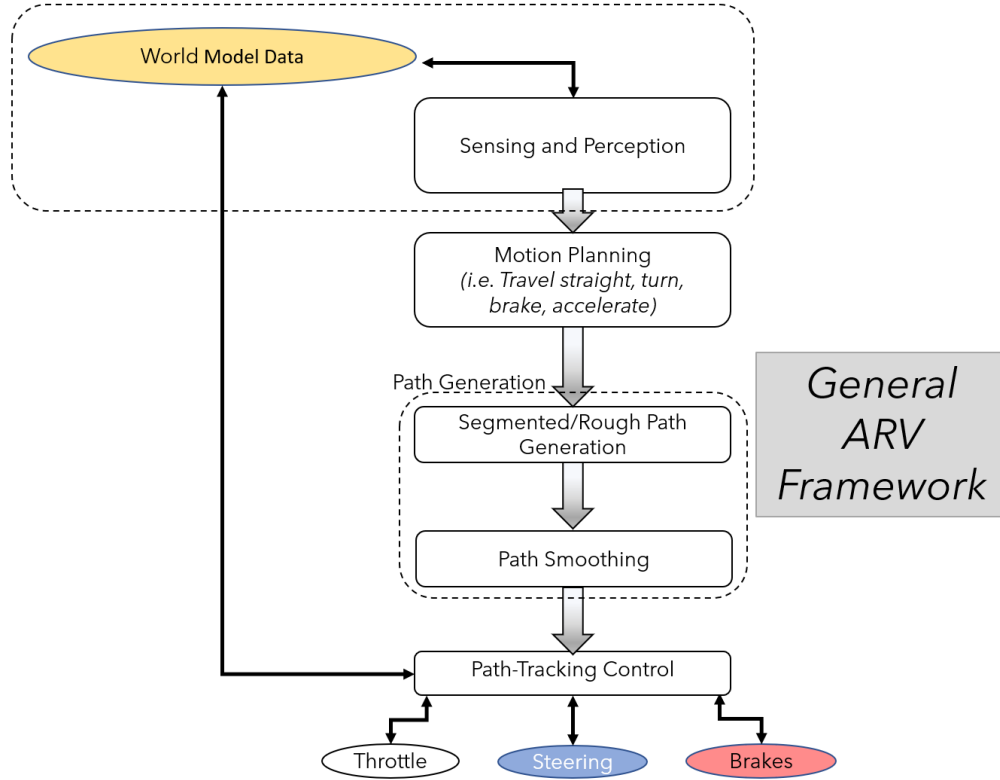 World Model Data
Sensing and Perception
Motion Planning
(i.e. Travel straight, turn,
brake, accelerate)
Path Generation
Segmented/Rough Path
Generation
General
ARV
Framework
Path Smoothing
Path-Tracking Control
Throttle
Steering
Brakes